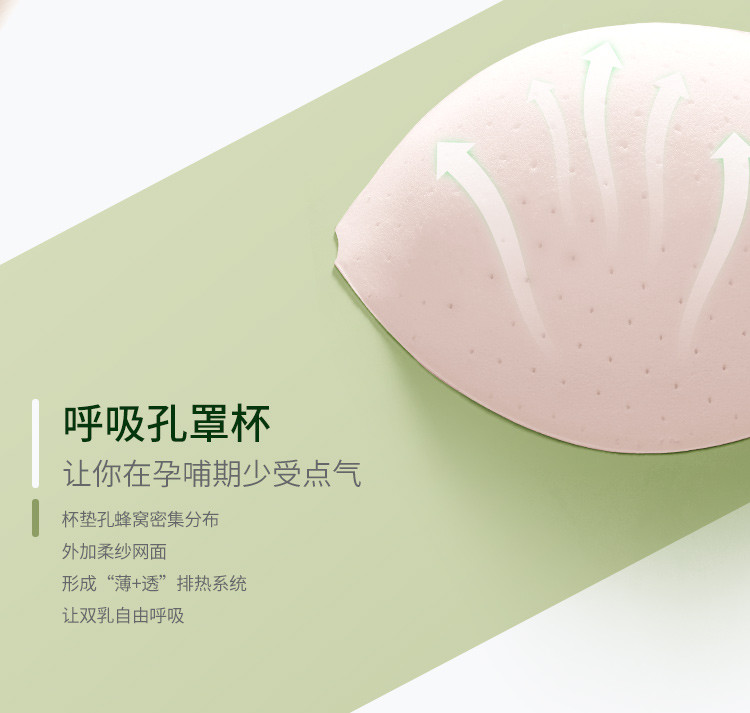 呼吸孔罩杯
让你在孕哺期少受点气
杯垫孔蜂窝密集分布
外加柔纱网面
形成“薄+透”排热系统
让双乳自由呼吸